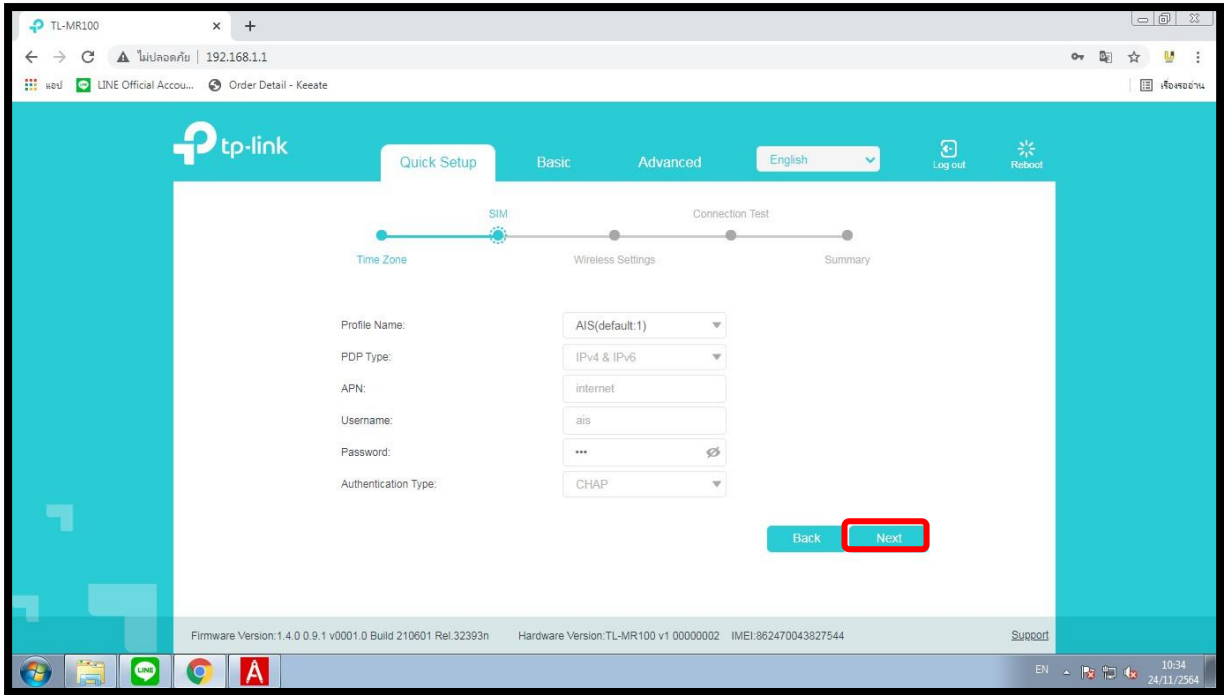 TL-MR100
ไม่ปลอดภัย | 192.168.1.1
แอป LINE Official Accou... Order Detail - Keeate เรื่องรออ่าน
tp-link
Quick Setup Basic Advanced English Log out Reboot
SIM Connection Test
Time Zone Wireless Settings Summary
Profile Name: AIS(default:1)
PDP Type: IPv4 & IPv6
APN: internet
Username: ais
Password: •••
Authentication Type: CHAP
Back Next
Firmware Version:1.4.0 0.9.1 v0001.0 Build 210601 Rel.32393n Hardware Version:TL-MR100 v1 00000002 IMEI:862470043827544 Support
LINE EN 10:34
24/11/2564